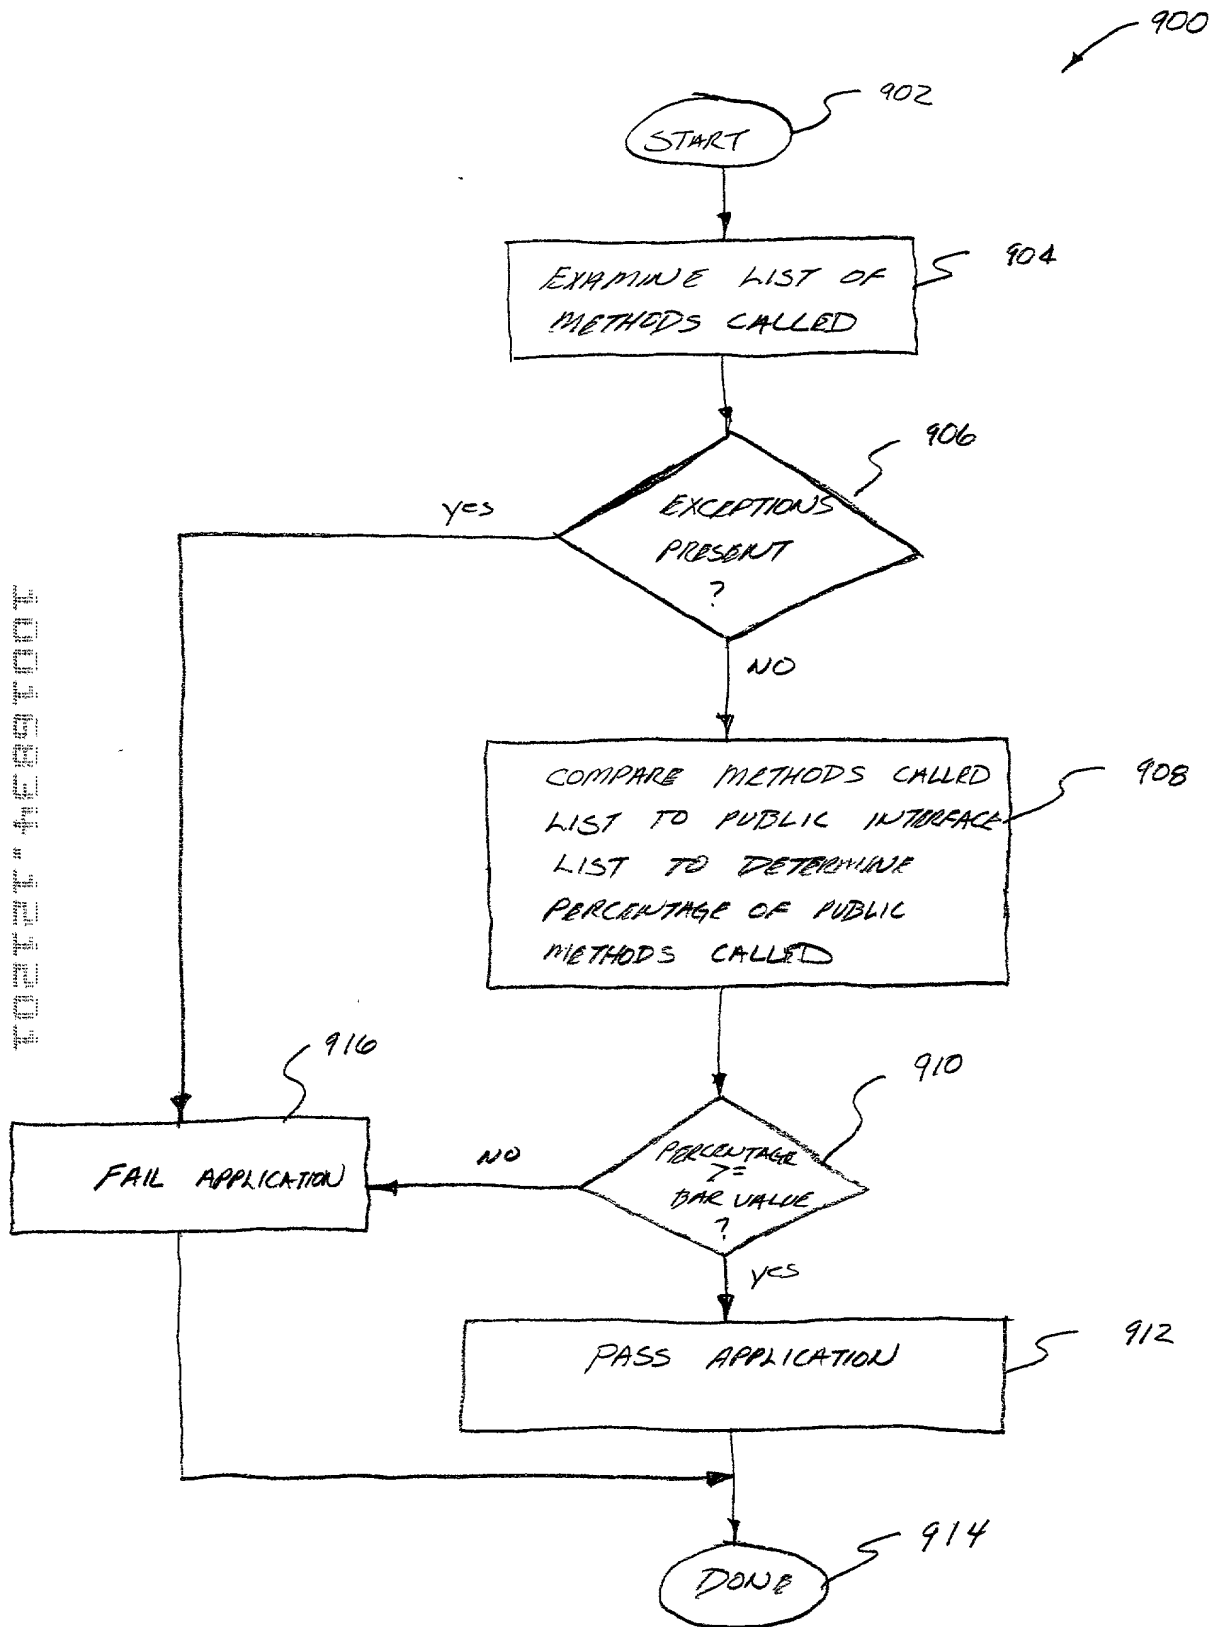 900
902
START
904
EXAMINE LIST OF
METHODS CALLED
906
yes
EXCEPTIONS
PRESENT
?
NO
908
COMPARE METHODS CALLED
LIST TO PUBLIC INTERFACE
LIST TO DETERMINE
PERCENTAGE OF PUBLIC
METHODS CALLED
10016834.121201
916
910
FAIL APPLICATION
NO
PERCENTAGE
>=
BAR VALUE
?
yes
912
PASS APPLICATION
914
DONE